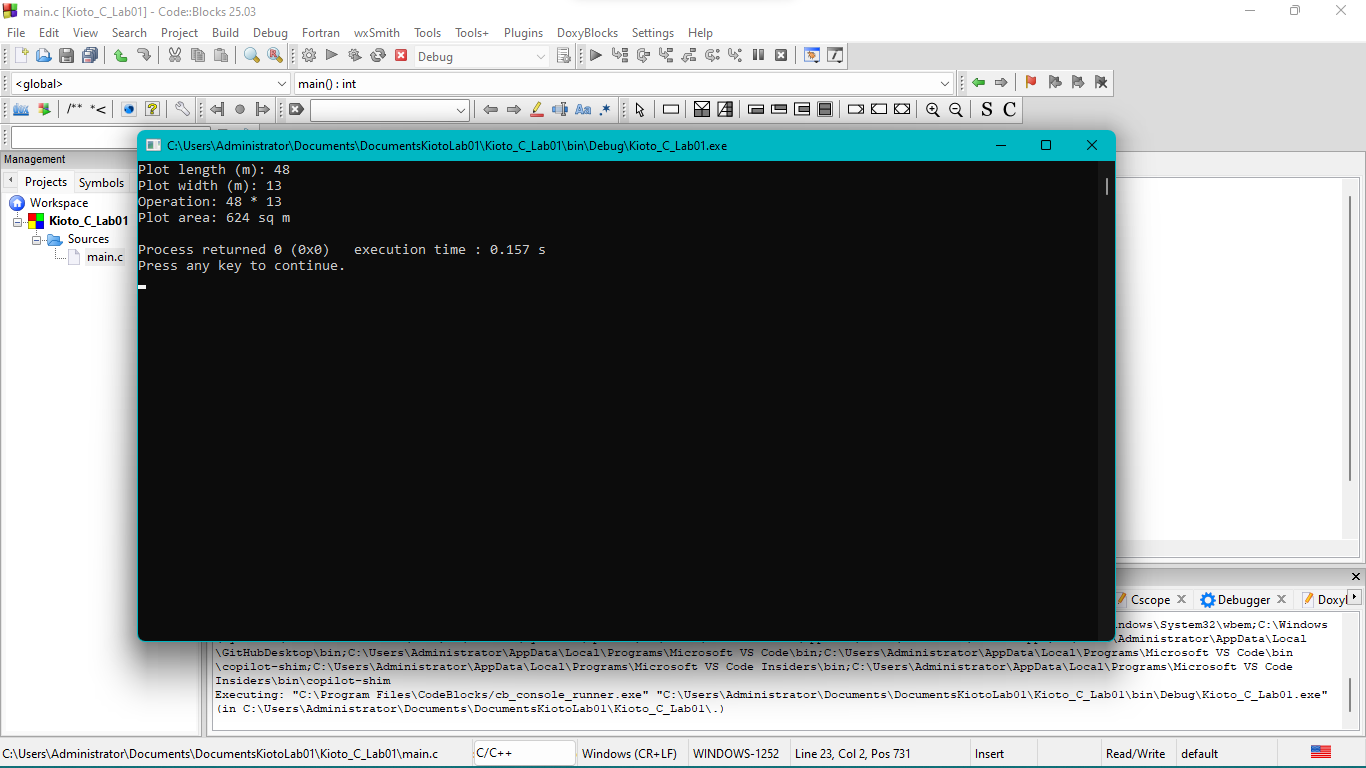 main.c [Kioto_C_Lab01] - Code::Blocks 25.03
File Edit View Search Project Build Debug Fortran wxSmith Tools Tools+ Plugins DoxyBlocks Settings Help
Debug
<global>
main() : int
/** *<
Aa .*
S C
C:\Users\Administrator\Documents\DocumentsKiotoLab01\Kioto_C_Lab01\bin\Debug\Kioto_C_Lab01.exe
Management
Projects Symbols
Workspace
Kioto_C_Lab01
Sources
main.c
Plot length (m): 48
Plot width (m): 13
Operation: 48 * 13
Plot area: 624 sq m
Process returned 0 (0x0)   execution time : 0.157 s
Press any key to continue.
Cscope Debugger
ndows\System32\wbem;C:\Windows
\Administrator\AppData\Local
\GitHubDesktop\bin;C:\Users\Administrator\AppData\Local\Programs\Microsoft VS Code\bin;C:\Users\Administrator\AppData\Local\Programs\Microsoft VS Code\bin
\copilot-shim;C:\Users\Administrator\AppData\Local\Programs\Microsoft VS Code Insiders\bin;C:\Users\Administrator\AppData\Local\Programs\Microsoft VS Code
Insiders\bin\copilot-shim
Executing: "C:\Program Files\CodeBlocks/cb_console_runner.exe" "C:\Users\Administrator\Documents\DocumentsKiotoLab01\Kioto_C_Lab01\bin\Debug\Kioto_C_Lab01.exe"
(in C:\Users\Administrator\Documents\DocumentsKiotoLab01\Kioto_C_Lab01\.)
C:\Users\Administrator\Documents\DocumentsKiotoLab01\Kioto_C_Lab01\main.c C/C++ Windows (CR+LF) WINDOWS-1252 Line 23, Col 2, Pos 731 Insert Read/Write default